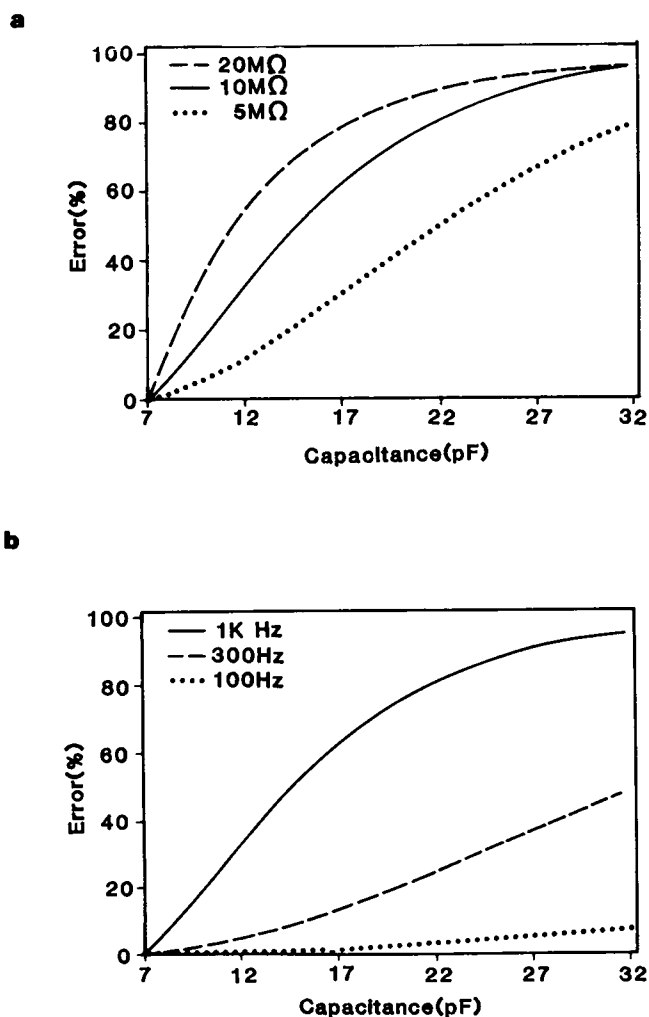 a
100
80
60
40
20
0
Error(%)
20MΩ
10MΩ
5MΩ
7 12 17 22 27 32
Capacitance(pF)
b
100
80
60
40
20
0
Error(%)
1K Hz
300Hz
100Hz
7 12 17 22 27 32
Capacitance(pF)